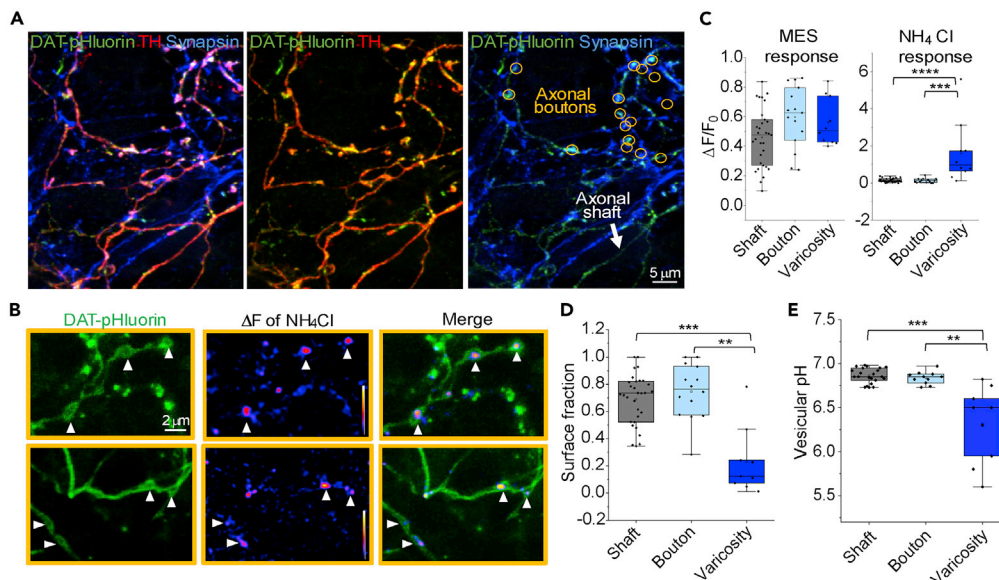 A
DAT-pHluorin TH Synapsin
DAT-pHluorin TH
DAT-pHluorin Synapsin
Axonal
boutons
Axonal
shaft
5 μm
B
DAT-pHluorin
ΔF of NH4Cl
Merge
2 μm
C
MES
response
NH4 Cl
response
****
***
ΔF/F0
1.0
0.8
0.6
0.4
0.2
0.0
6
4
2
0
-2
Shaft
Bouton
Varicosity
Shaft
Bouton
Varicosity
D
***
**
Surface fraction
1.2
1.0
0.8
0.6
0.4
0.2
0.0
-0.2
Shaft
Bouton
Varicosity
E
***
**
Vesicular pH
7.5
7.0
6.5
6.0
5.5
Shaft
Bouton
Varicosity